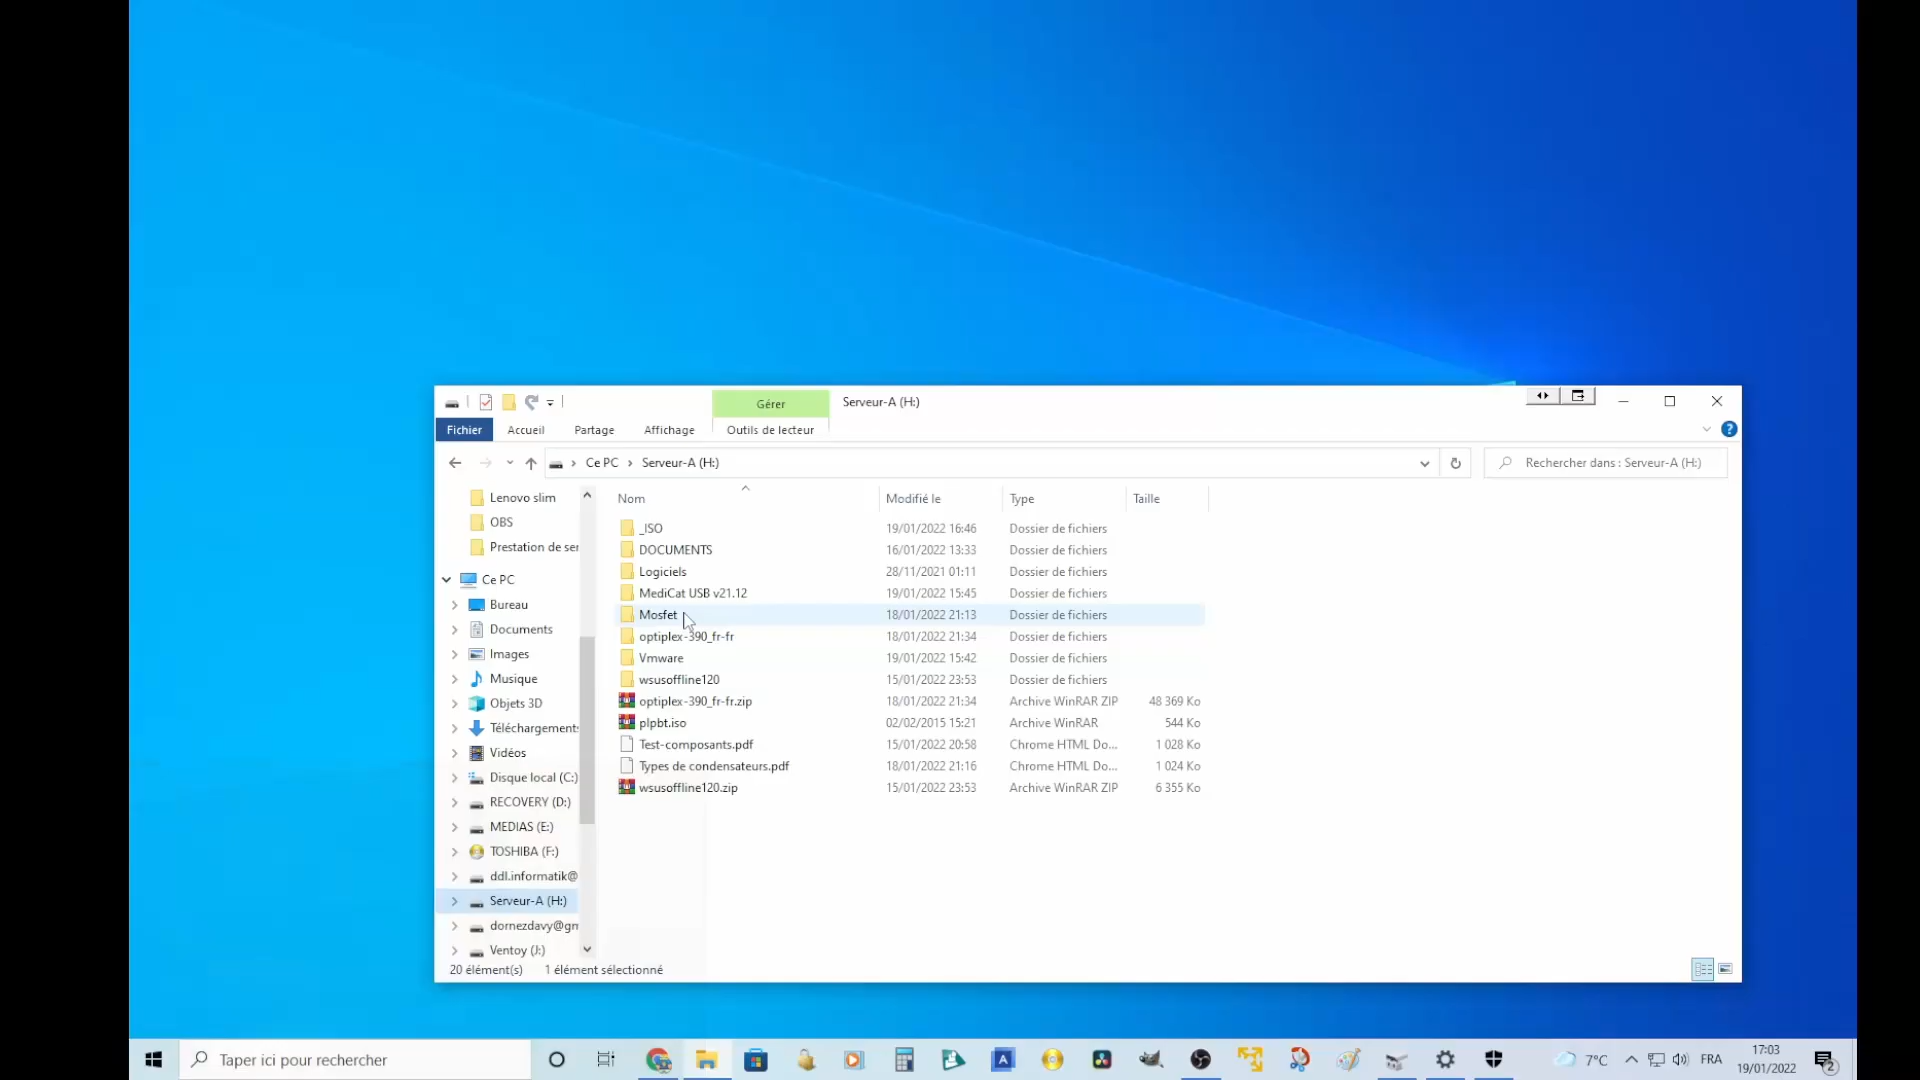 Gérer
Serveur-A (H:)
Fichier
Accueil
Partage
Affichage
Outils de lecteur
?
Ce PC
Serveur-A (H:)
Rechercher dans : Serveur-A (H:)
Nom
Modifié le
Type
Taille
_ISO 19/01/2022 16:46 Dossier de fichiers
DOCUMENTS 16/01/2022 13:33 Dossier de fichiers
Logiciels 28/11/2021 01:11 Dossier de fichiers
MediCat USB v21.12 19/01/2022 15:45 Dossier de fichiers
Mosfet 18/01/2022 21:13 Dossier de fichiers
optiplex-390_fr-fr 18/01/2022 21:34 Dossier de fichiers
Vmware 19/01/2022 15:42 Dossier de fichiers
wsusoffline120 15/01/2022 23:53 Dossier de fichiers
optiplex-390_fr-fr.zip 18/01/2022 21:34 Archive WinRAR ZIP 48 369 Ko
plpbt.iso 02/02/2015 15:21 Archive WinRAR 544 Ko
Test-composants.pdf 15/01/2022 20:58 Chrome HTML Do... 1 028 Ko
Types de condensateurs.pdf 18/01/2022 21:16 Chrome HTML Do... 1 024 Ko
wsusoffline120.zip 15/01/2022 23:53 Archive WinRAR ZIP 6 355 Ko
Lenovo slim
OBS
Prestation de ser
Ce PC
Bureau
Documents
Images
Musique
Objets 3D
Téléchargement
Vidéos
Disque local (C:)
RECOVERY (D:)
MEDIAS (E:)
TOSHIBA (F:)
ddl.informatik@
Serveur-A (H:)
dornezdavy@gm
Ventoy (J:)
20 élément(s)
1 élément sélectionné
Taper ici pour rechercher
A
7°C
FRA
17:03
19/01/2022
2